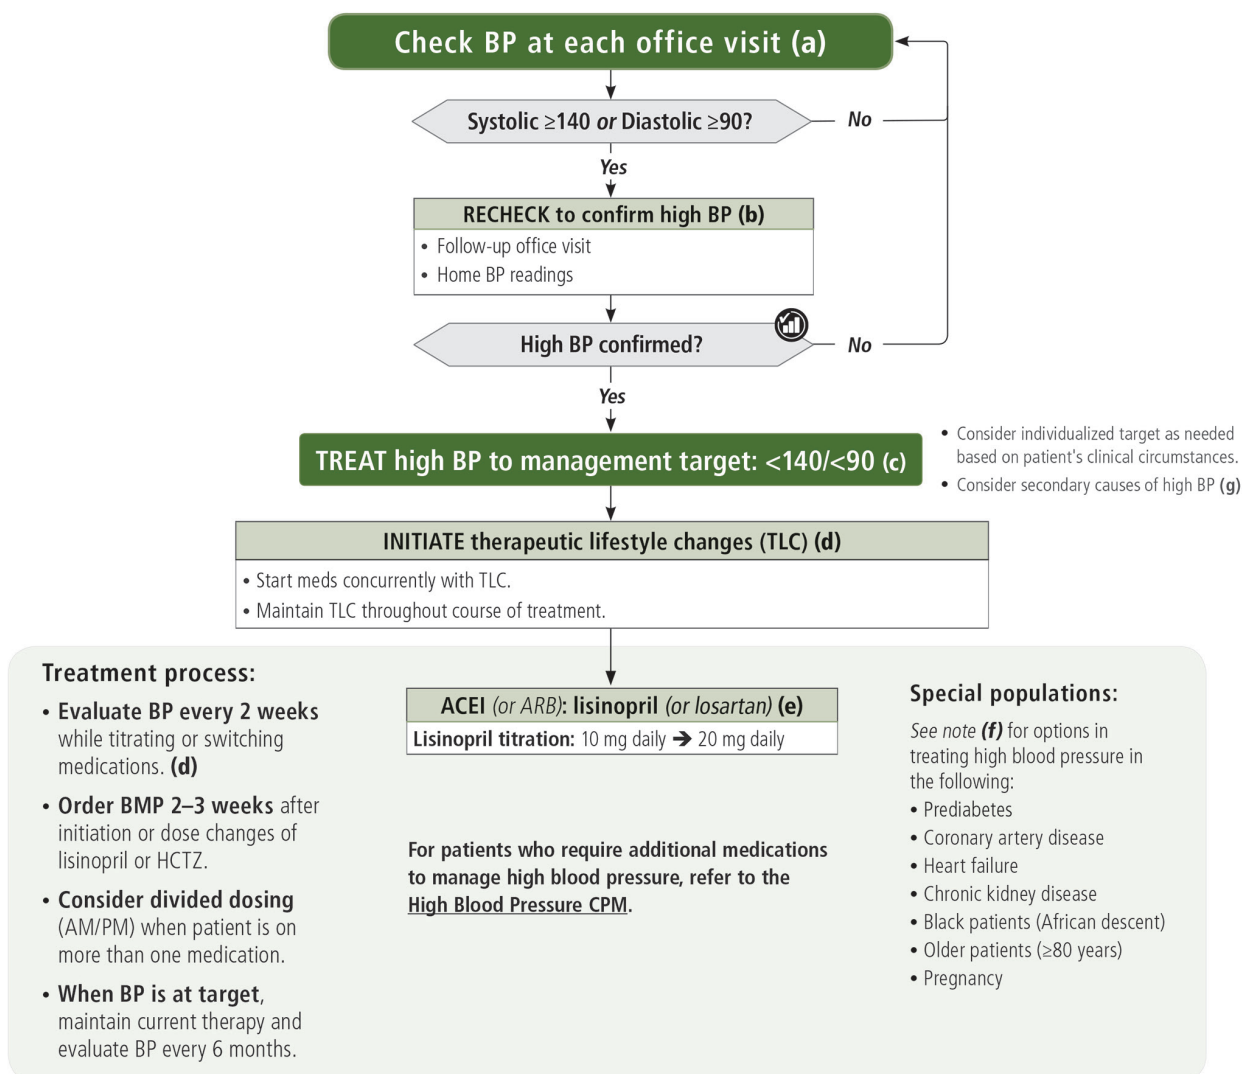 Check BP at each office visit (a)
Systolic ≥140 or Diastolic ≥90?
No
Yes
RECHECK to confirm high BP (b)
• Follow-up office visit
• Home BP readings
High BP confirmed?
No
Yes
TREAT high BP to management target: <140/<90 (c)
• Consider individualized target as needed
based on patient's clinical circumstances.
• Consider secondary causes of high BP (g)
INITIATE therapeutic lifestyle changes (TLC) (d)
• Start meds concurrently with TLC.
• Maintain TLC throughout course of treatment.
Treatment process:
• Evaluate BP every 2 weeks
while titrating or switching
medications. (d)
• Order BMP 2–3 weeks after
initiation or dose changes of
lisinopril or HCTZ.
• Consider divided dosing
(AM/PM) when patient is on
more than one medication.
• When BP is at target,
maintain current therapy and
evaluate BP every 6 months.
ACEI (or ARB): lisinopril (or losartan) (e)
Lisinopril titration: 10 mg daily ➔ 20 mg daily
For patients who require additional medications
to manage high blood pressure, refer to the
High Blood Pressure CPM.
Special populations:
See note (f) for options in
treating high blood pressure in
the following:
• Prediabetes
• Coronary artery disease
• Heart failure
• Chronic kidney disease
• Black patients (African descent)
• Older patients (≥80 years)
• Pregnancy